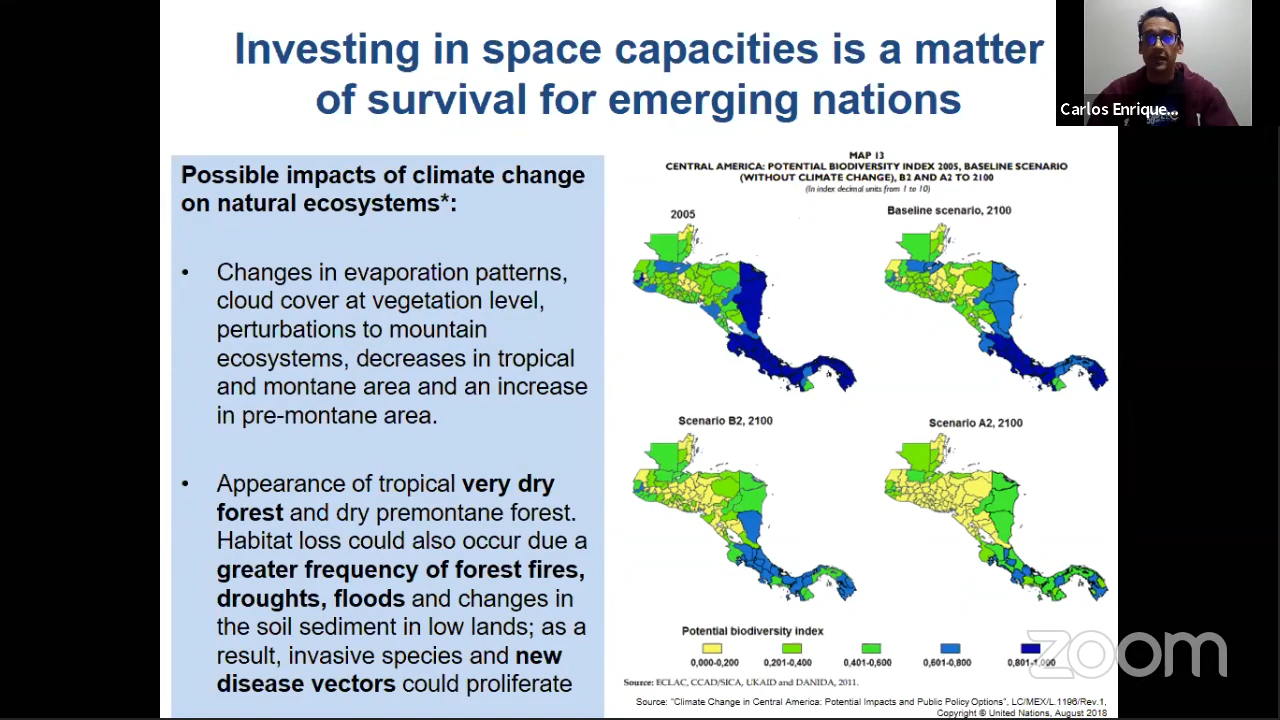 Investing in space capacities is a matter
of survival for emerging nations
Carlos Enrique...
Possible impacts of climate change
on natural ecosystems*:
• Changes in evaporation patterns,
cloud cover at vegetation level,
perturbations to mountain
ecosystems, decreases in tropical
and montane area and an increase
in pre-montane area.
• Appearance of tropical very dry
forest and dry premontane forest.
Habitat loss could also occur due a
greater frequency of forest fires,
droughts, floods and changes in
the soil sediment in low lands; as a
result, invasive species and new
disease vectors could proliferate
MAP 13
CENTRAL AMERICA: POTENTIAL BIODIVERSITY INDEX 2005, BASELINE SCENARIO
(WITHOUT CLIMATE CHANGE), B2 AND A2 TO 2100
(In index decimal units from 1 to 10)
2005
Baseline scenario, 2100
Scenario B2, 2100
Scenario A2, 2100
Potential biodiversity index
0,000-0,200 0,201-0,400 0,401-0,600 0,601-0,800 0,801-1,000
zoom
Source: ECLAC, CCAD/SICA, UKAID and DANIDA, 2011.
Source: "Climate Change in Central America: Potential Impacts and Public Policy Options", LC/MEX/L.1196/Rev.1,
Copyright © United Nations, August 2018